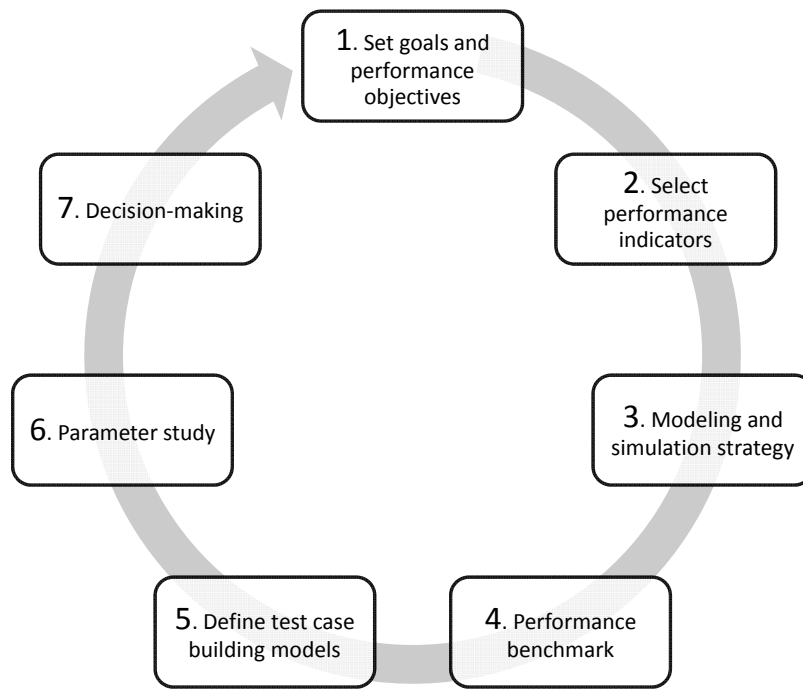 1. Set goals and
performance
objectives
2. Select
performance
indicators
3. Modeling and
simulation strategy
4. Performance
benchmark
5. Define test case
building models
6. Parameter study
7. Decision-making